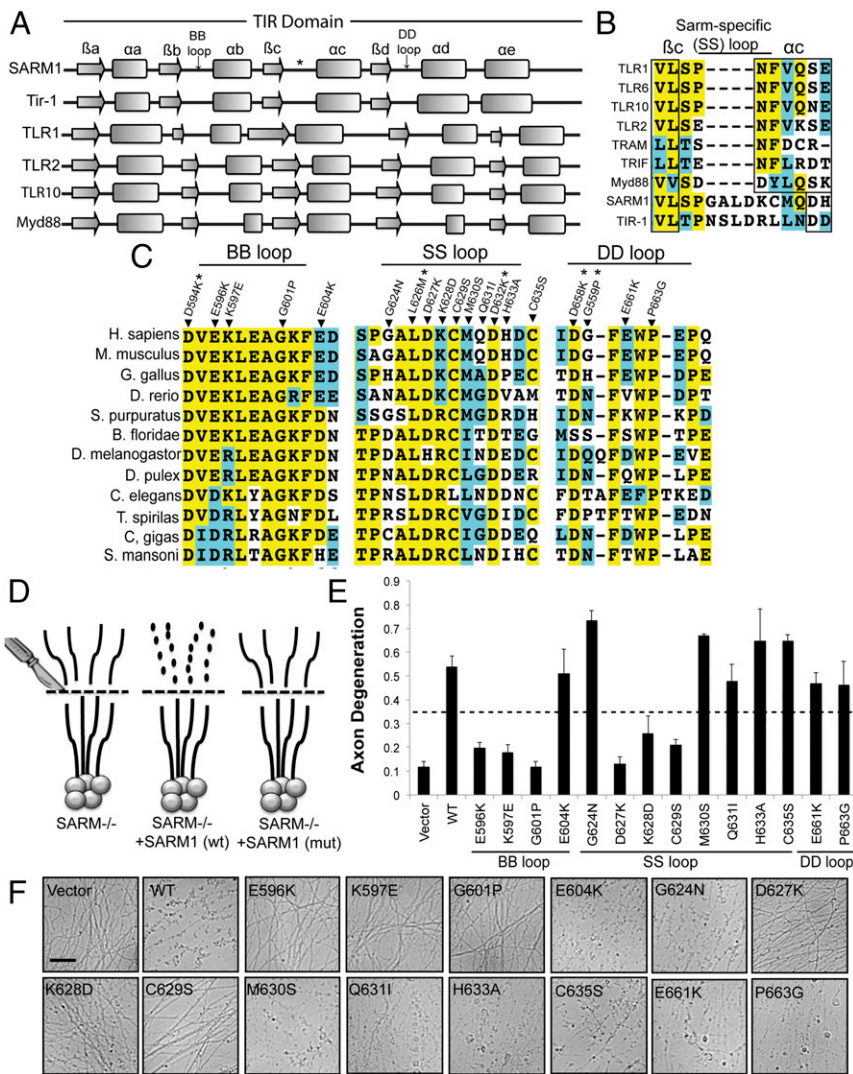 A
TIR Domain
ßa αa ßb BB loop αb ßc * αc ßd DD loop αd αe
SARM1
Tir-1
TLR1
TLR2
TLR10
Myd88
B
Sarm-specific
(SS) loop
ßc αc
TLR1 VLSP-----NFVQSE
TLR6 VLSP-----NFVQSE
TLR10 VLSP-----NFVQNE
TLR2 VLSE-----NFVKSE
TRAM LLTS-----NFDCR-
TRIF LLTE-----NFLRDT
Myd88 VVSD-----DYLQSK
SARM1 VLSPGALDKCMQDH
TIR-1 VLTPNSLDRLLNDD
C
BB loop SS loop DD loop
D594K* E596K K597E G601P E604K G624N L626M* D627K K628D C629S M630S Q631I D632K* H633A C635S D658K* G559P* E661K P663G
H. sapiens DVEKLEAGKFED SPGALDKCMQDHDC IDG-FEWP-EPQ
M. musculus DVEKLEAGKFED SAGALDKCMQDHDC IDG-FEWP-EPQ
G. gallus DVEKLEAGKFED SAGALDKCMADPEC TDH-FEWP-DPE
D. rerio DVEKLEAGRFEE SAGALDKCMGDVAM TDN-FVWP-DPT
S. purpuratus DVEKLEAGKFDN SSGSLDRCMGDRDH IDN-FKWP-KPD
B. floridae DVEKLEAGKFDN TPDALDRCITDTEG MSS-FSWP-TPE
D. melanogastor DVERLEAGKFDN TPDALHRCINDEDC IDQQFDWP-EVE
D. pulex DVERLEAGKFDN TPNALDRCLGDDER IDN-FQWP-LPE
C. elegans DVDKLYAGKFDS TPNSLDRLLNDDNC FDTAFEFPTKED
T. spirilas DVDRLYAGNFDL TPNSLDRCVGDIDC FDPTFTWP-EDN
C, gigas DIDRLEAGKFDE TPCALDRCIGDDEQ LDN-FDWP-LPE
S. mansoni DIDRLTAGKFHE TPRALDRCLNDIHC TDN-FTWP-LAE
D
SARM-/-
SARM-/-
+SARM1 (wt)
SARM-/-
+SARM1 (mut)
E
Axon Degeneration
0.9
0.8
0.7
0.6
0.5
0.4
0.3
0.2
0.1
0
Vector WT E596K K597E G601P E604K G624N D627K K628D C629S M630S Q631I H633A C635S E661K P663G
BB loop SS loop DD loop
F
Vector WT E596K K597E G601P E604K G624N D627K
K628D C629S M630S Q631I H633A C635S E661K P663G